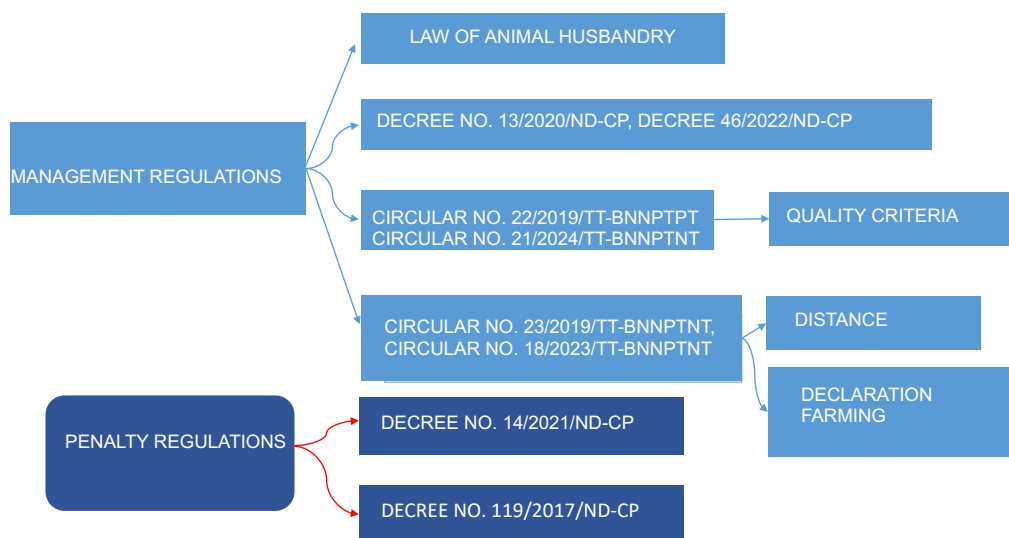 LAW OF ANIMAL HUSBANDRY
DECREE NO. 13/2020/ND-CP, DECREE 46/2022/ND-CP
MANAGEMENT REGULATIONS
CIRCULAR NO. 22/2019/TT-BNNPTPT
CIRCULAR NO. 21/2024/TT-BNNPTNT
QUALITY CRITERIA
CIRCULAR NO. 23/2019/TT-BNNPTNT,
CIRCULAR NO. 18/2023/TT-BNNPTNT
DISTANCE
DECLARATION
FARMING
PENALTY REGULATIONS
DECREE NO. 14/2021/ND-CP
DECREE NO. 119/2017/ND-CP